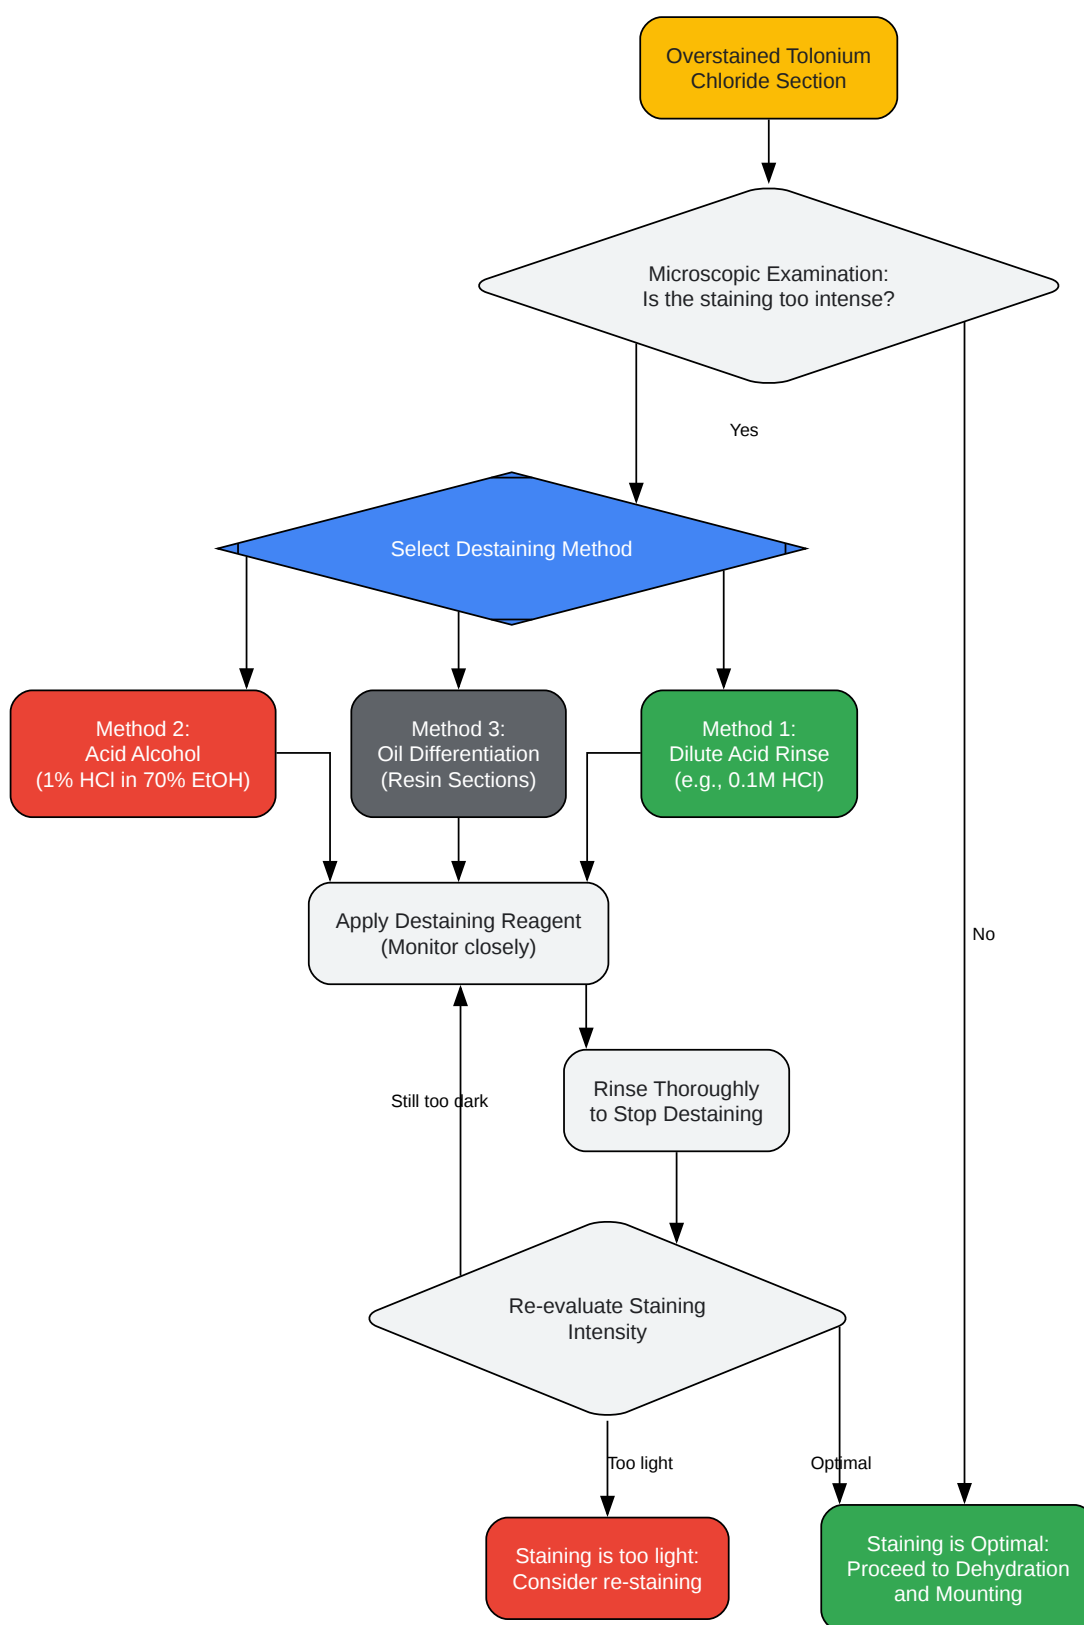 Overstained Tolonium
Chloride Section
Microscopic Examination:
Is the staining too intense?
Yes
Select Destaining Method
Method 2:
Acid Alcohol
(1% HCl in 70% EtOH)
Method 3:
Oil Differentiation
(Resin Sections)
Method 1:
Dilute Acid Rinse
(e.g., 0.1M HCl)
Apply Destaining Reagent
(Monitor closely)
No
Rinse Thoroughly
to Stop Destaining
Still too dark
Re-evaluate Staining
Intensity
Too light
Optimal
Staining is too light:
Consider re-staining
Staining is Optimal:
Proceed to Dehydration
and Mounting